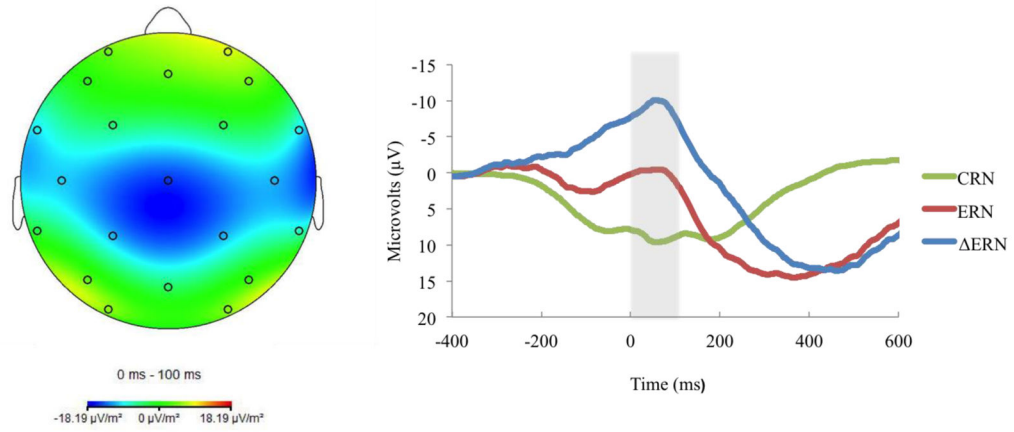 0 ms - 100 ms
-18.19 µV/m² 0 µV/m² 18.19 µV/m²
Microvolts (µV)
-15
-10
-5
0
5
10
15
20
-400 -200 0 200 400 600
Time (ms)
CRN
ERN
ΔERN